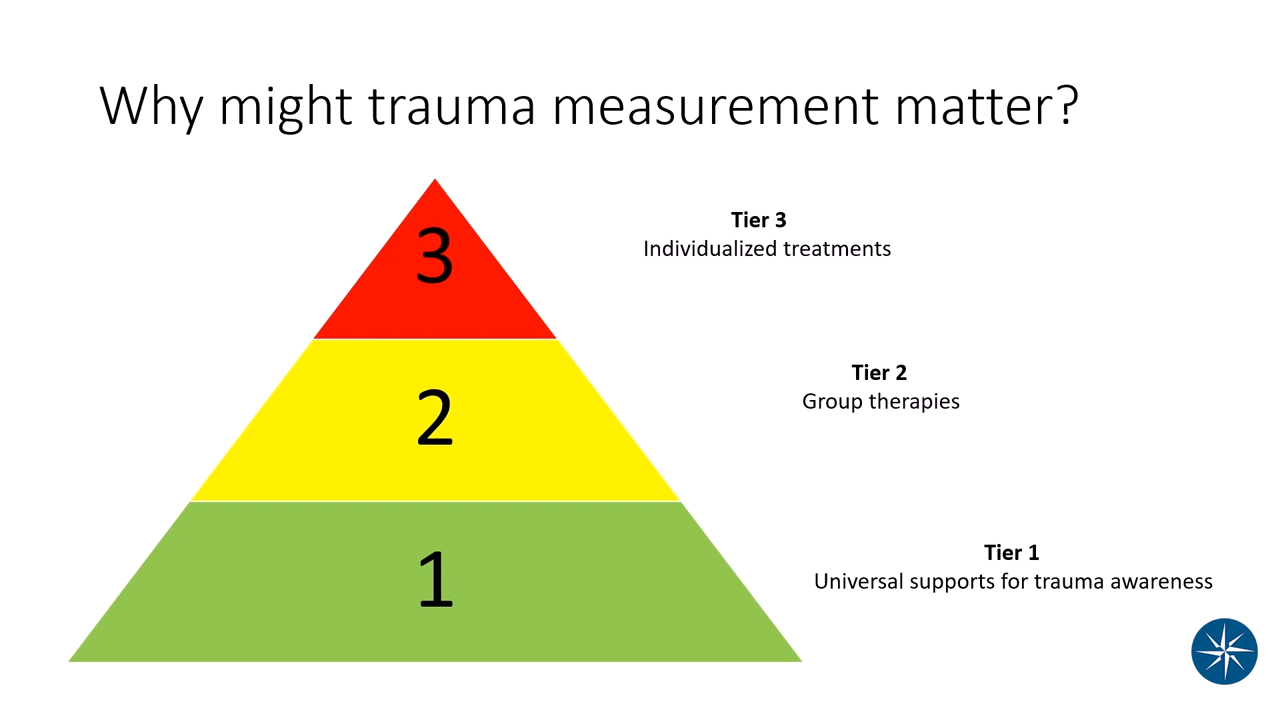 Why might trauma measurement matter?
3
Tier 3
Individualized treatments
2
Tier 2
Group therapies
1
Tier 1
Universal supports for trauma awareness